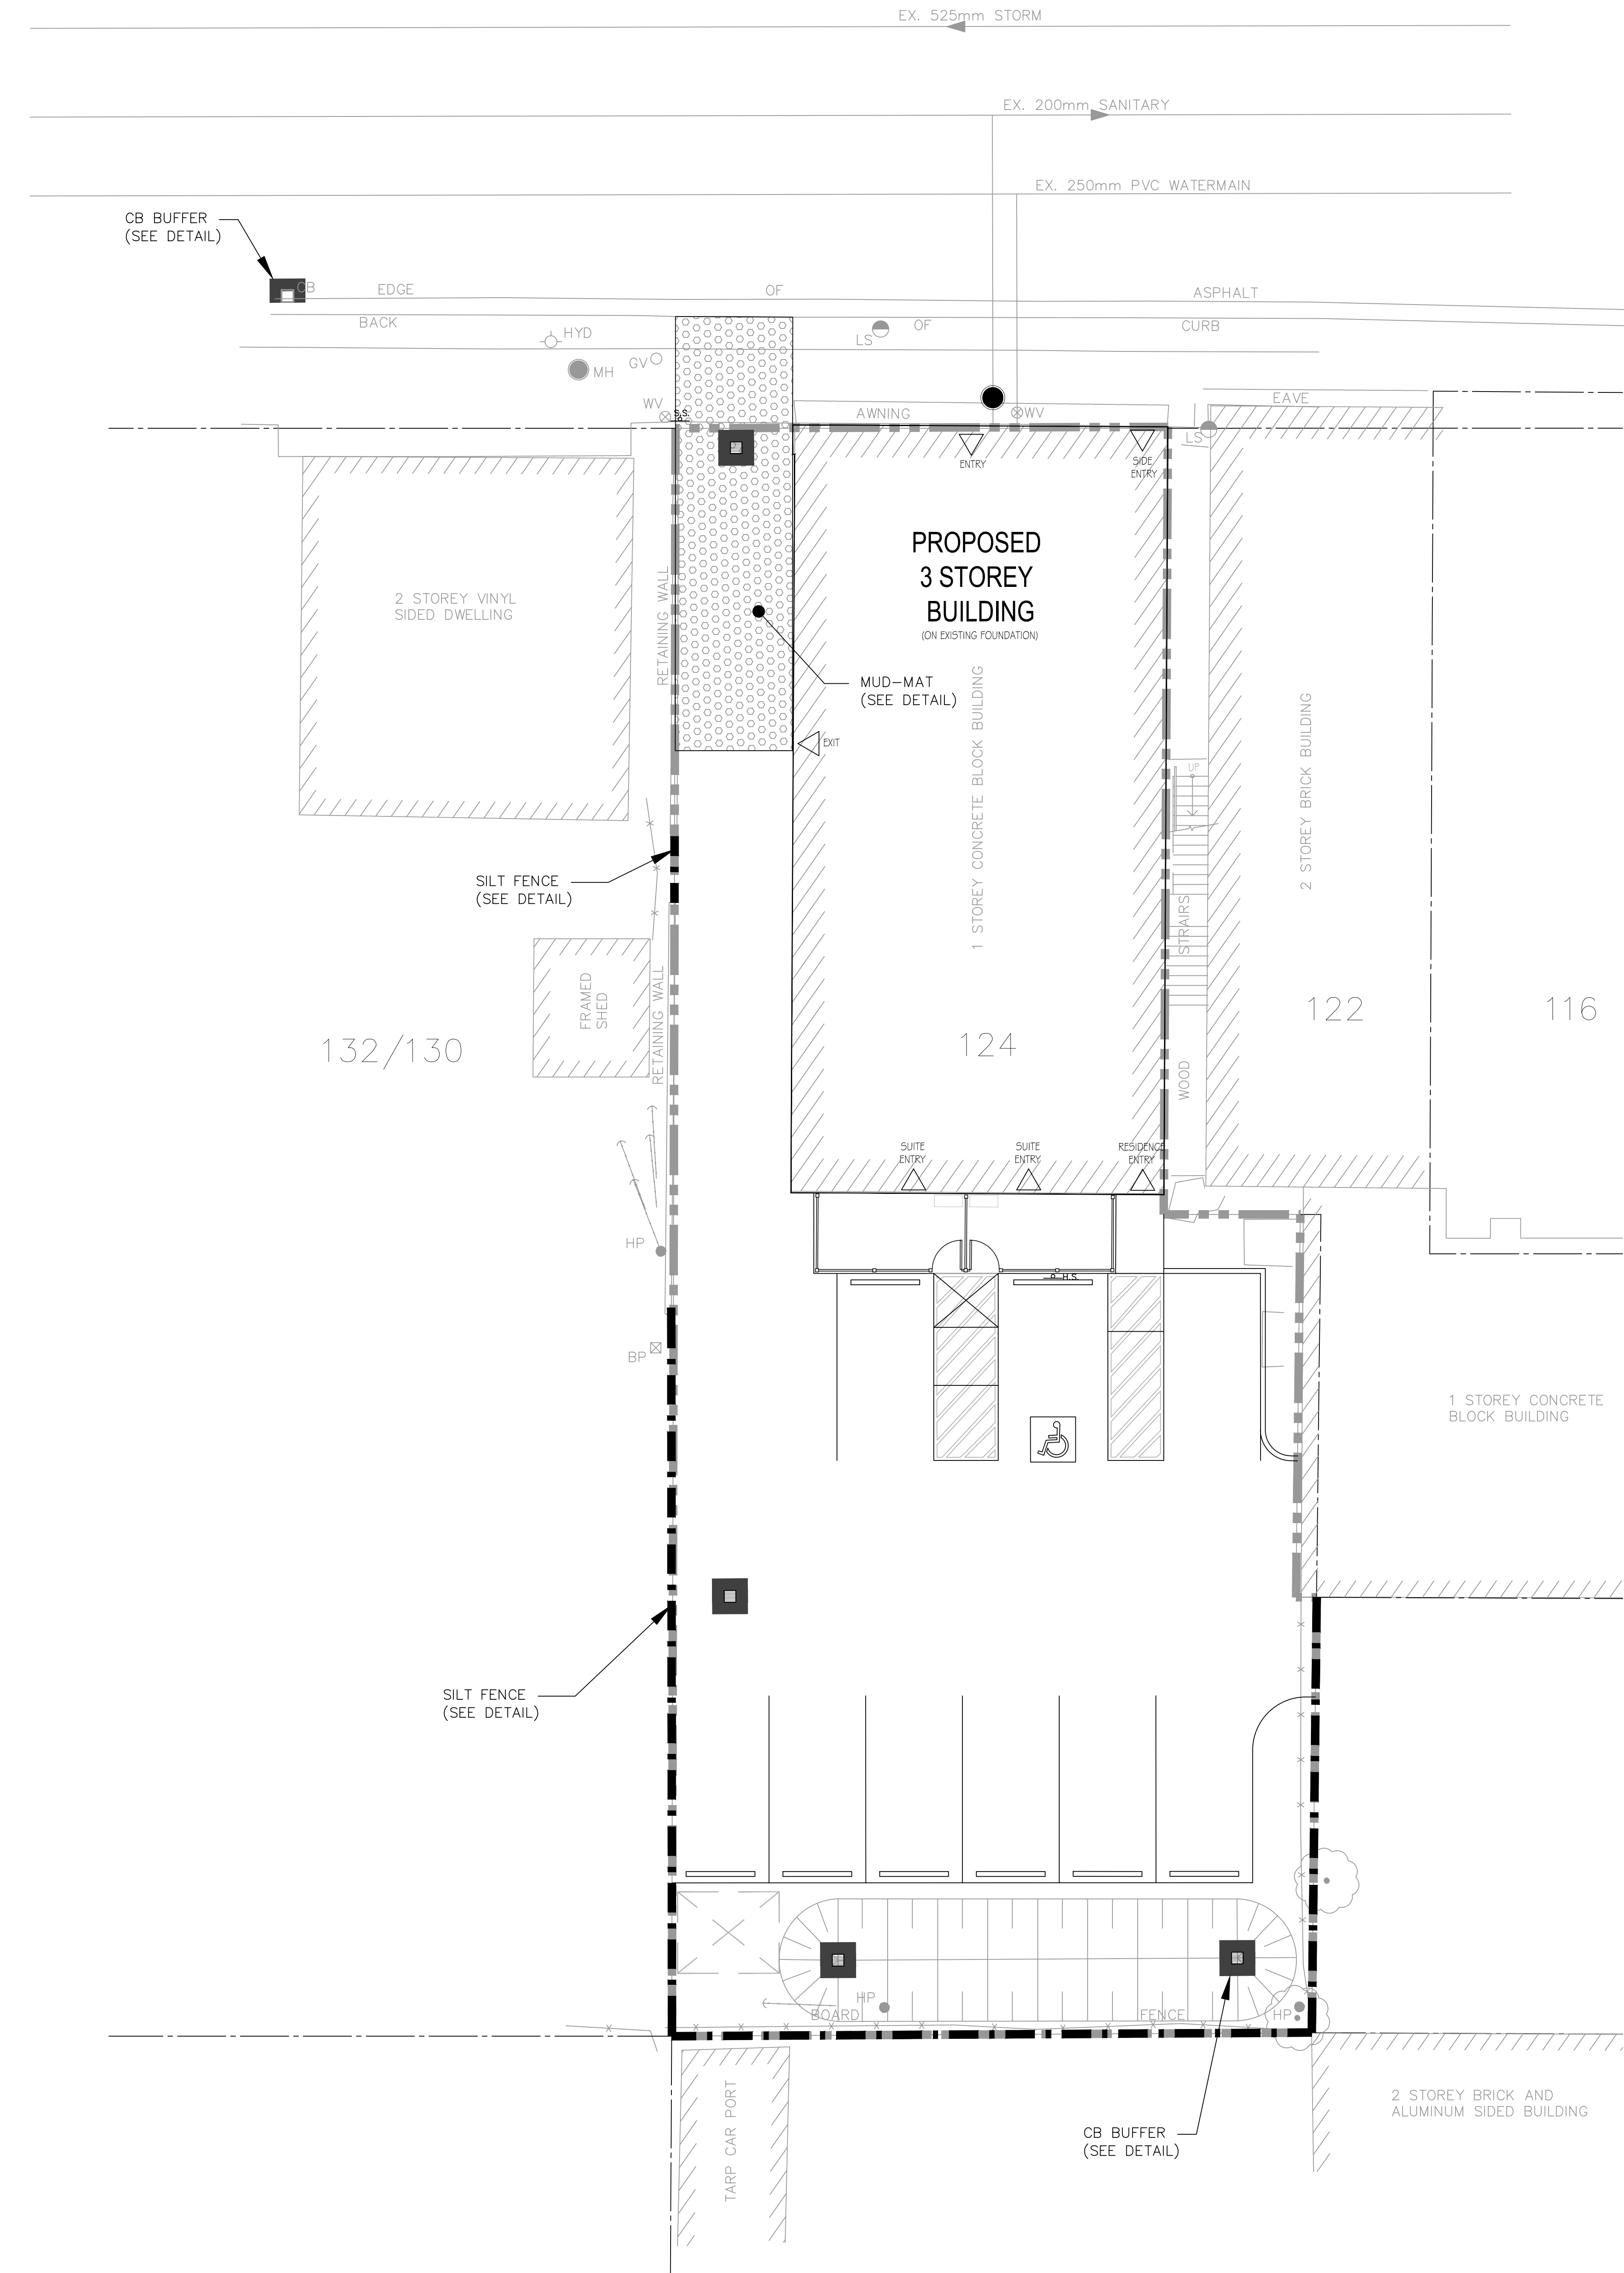 EX. 525mm STORM
EX. 200mm SANITARY
EX. 250mm PVC WATERMAIN
CB BUFFER
(SEE DETAIL)
CB
EDGE OF ASPHALT
BACK OF CURB
HYD
LS
GV
MH
WV
S.S.
AWNING
WV
EAVE
LS
ENTRY
SIDE
ENTRY
PROPOSED
3 STOREY
BUILDING
(ON EXISTING FOUNDATION)
2 STOREY VINYL
SIDED DWELLING
RETAINING WALL
MUD-MAT
(SEE DETAIL)
EXIT
1 STOREY CONCRETE BLOCK BUILDING
2 STOREY BRICK BUILDING
UP
SILT FENCE
(SEE DETAIL)
WOOD STRAIRS
FRAMED
SHED
RETAINING WALL
132/130
124
122
116
SUITE
ENTRY
SUITE
ENTRY
RESIDENCE
ENTRY
HP
H.S.
BP
1 STOREY CONCRETE
BLOCK BUILDING
SILT FENCE
(SEE DETAIL)
HP
BOARD FENCE
HP
TARP CAR PORT
2 STOREY BRICK AND
ALUMINUM SIDED BUILDING
CB BUFFER
(SEE DETAIL)